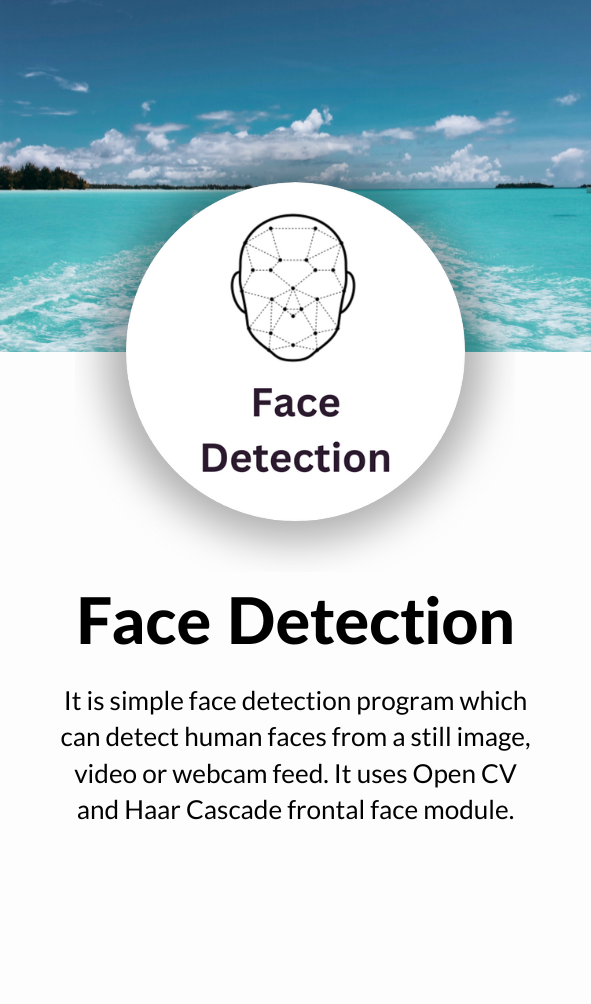 Face
Detection
Face Detection
It is simple face detection program which
can detect human faces from a still image,
video or webcam feed. It uses Open CV
and Haar Cascade frontal face module.